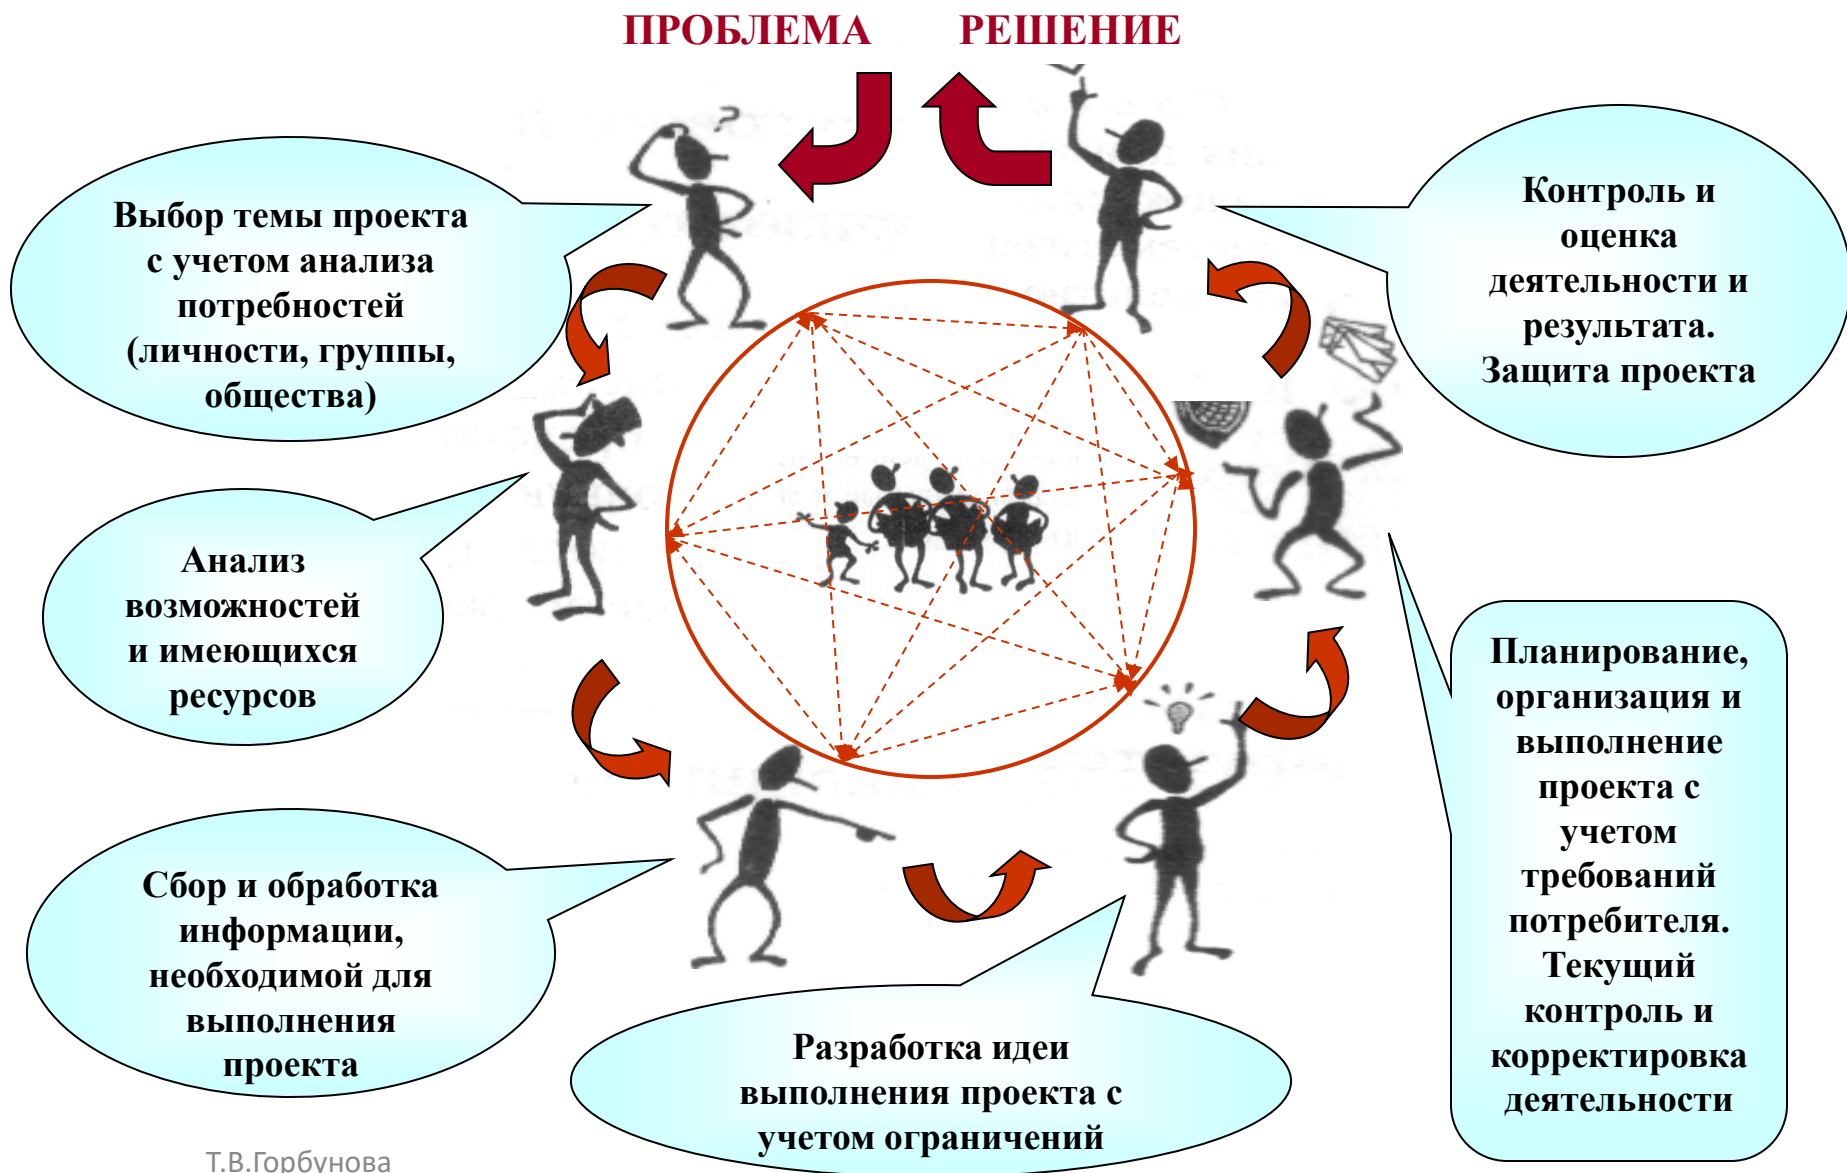 ПРОБЛЕМА РЕШЕНИЕ
Выбор темы проекта
с учетом анализа
потребностей
(личности, группы,
общества)
Анализ
возможностей
и имеющихся
ресурсов
Сбор и обработка
информации,
необходимой для
выполнения
проекта
Разработка идеи
выполнения проекта с
учетом ограничений
Планирование,
организация и
выполнение
проекта с
учетом
требований
потребителя.
Текущий
контроль и
корректировка
деятельности
Контроль и
оценка
деятельности и
результата.
Защита проекта
?
Т.В.Горбунова